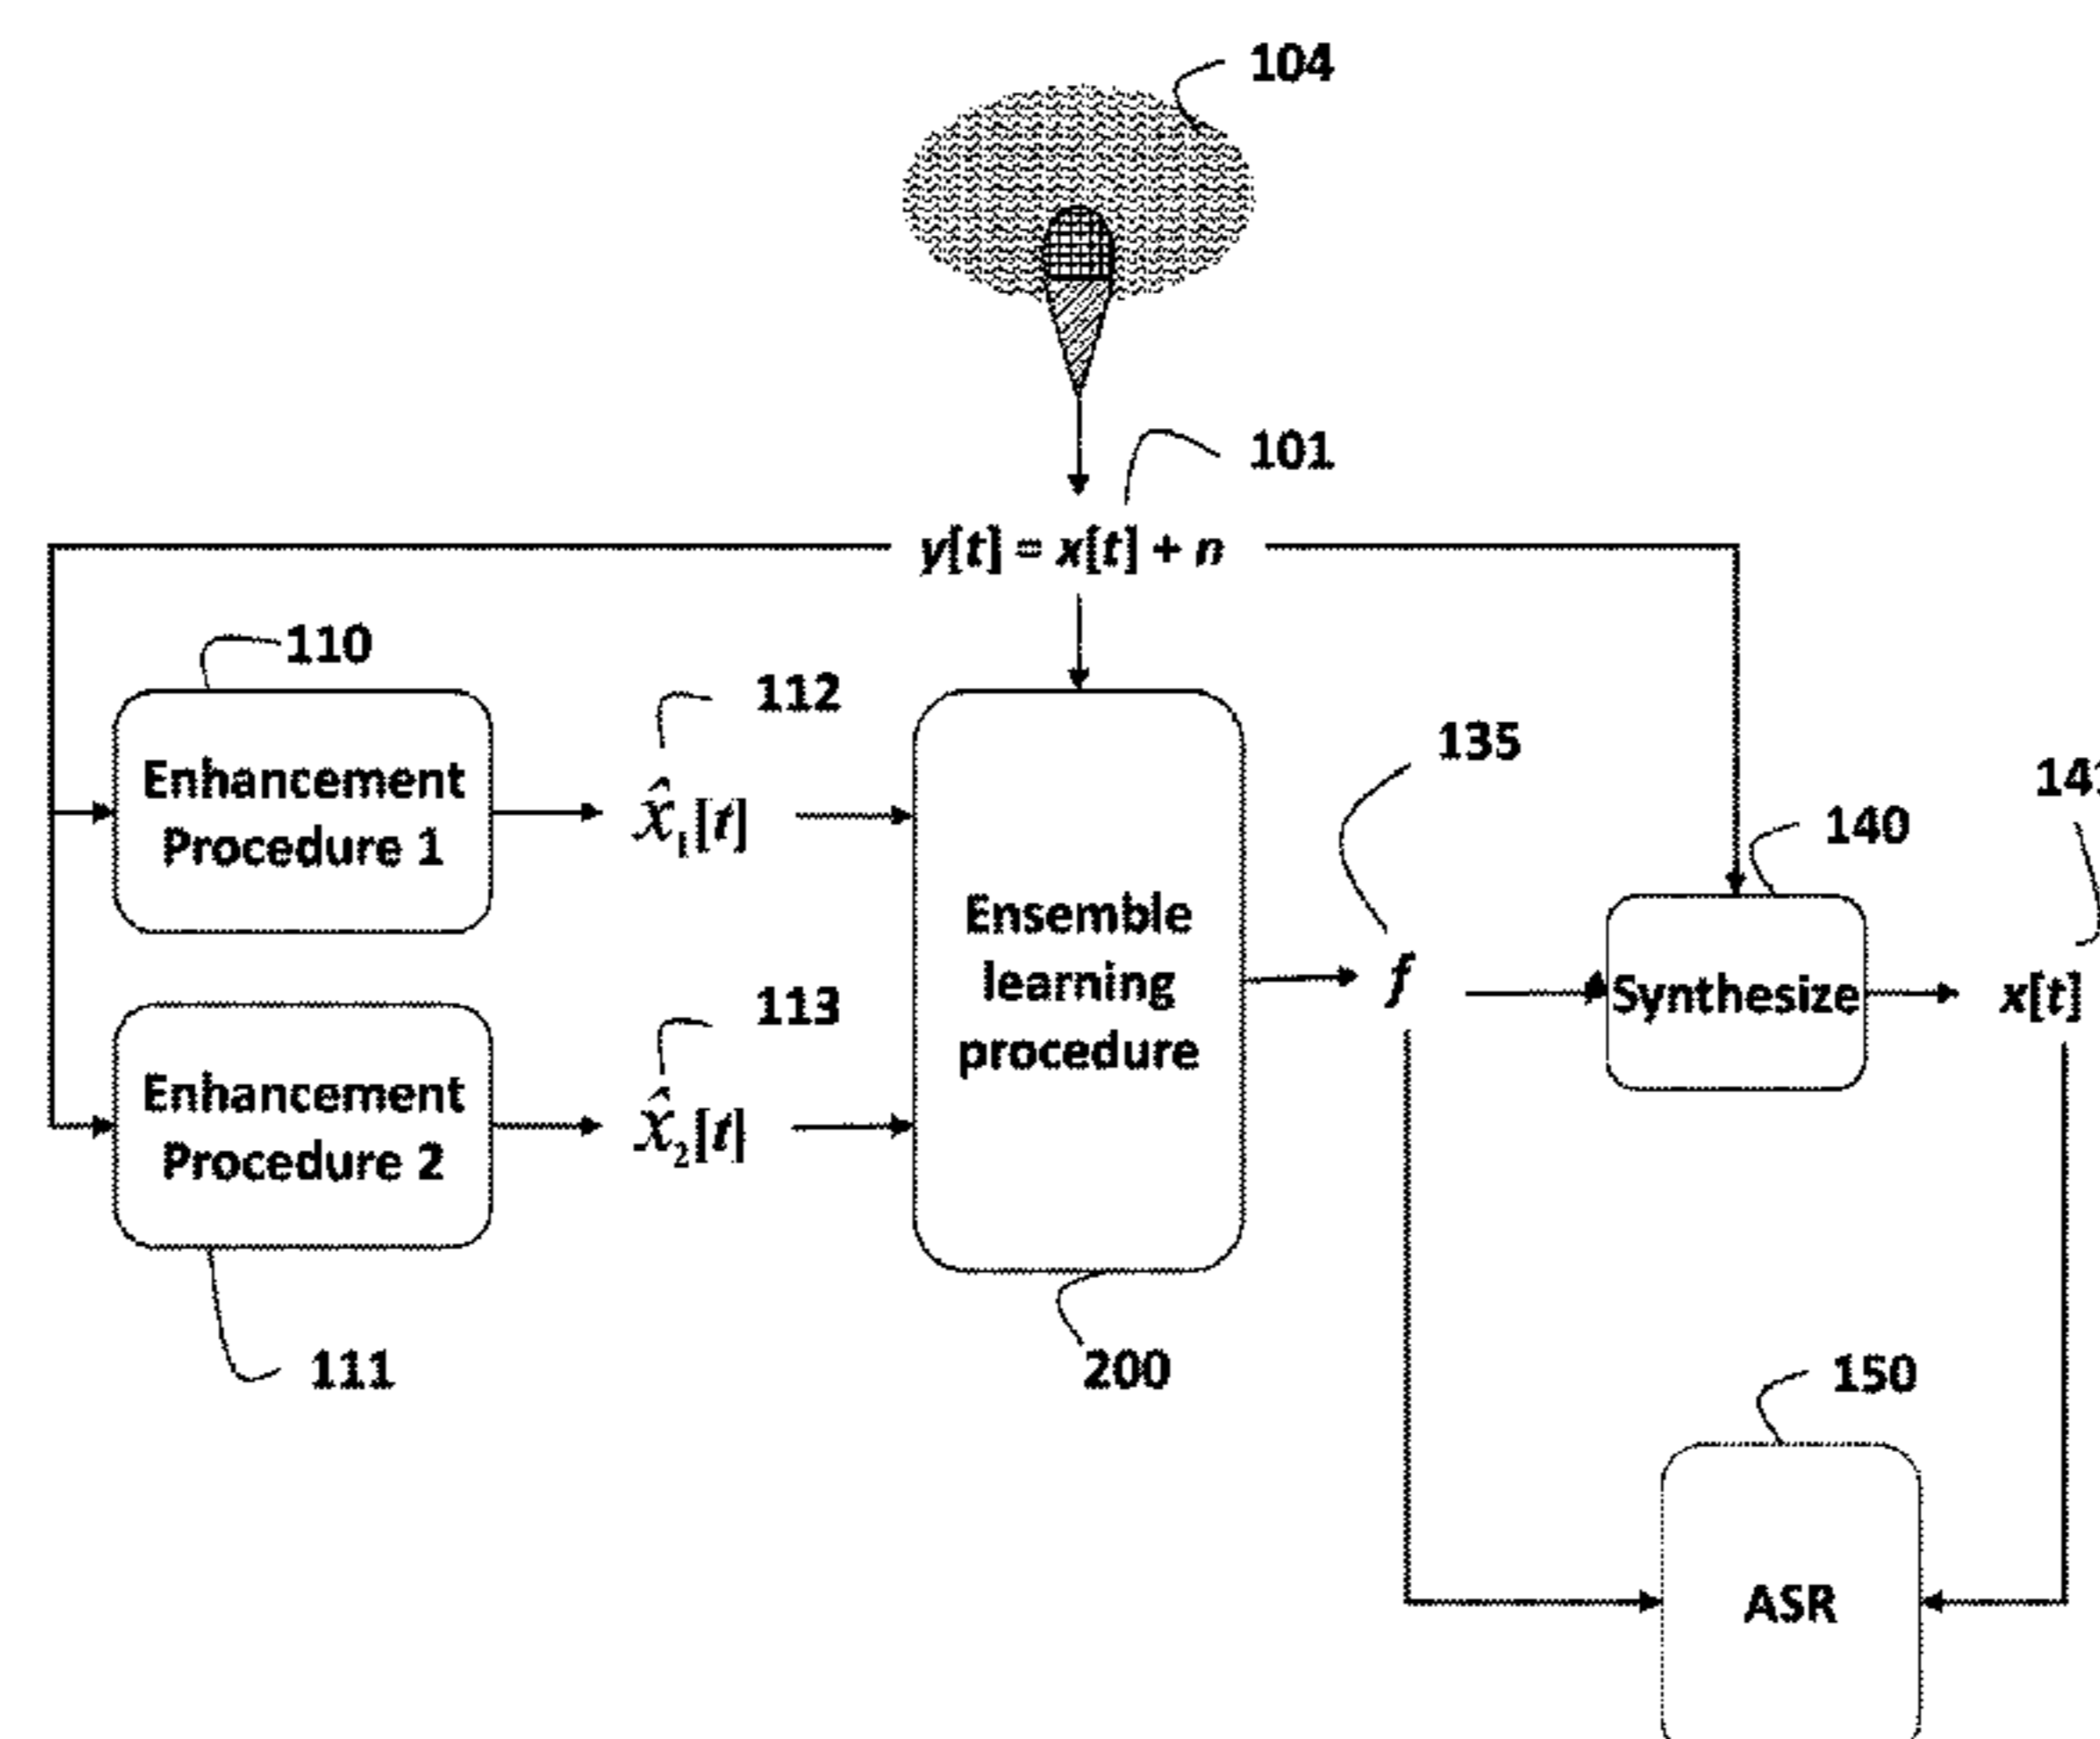 104
101
y[t] = x[t] + n
110
112
135
141
140
Enhancement
Procedure 1
x̂₁[t]
Ensemble
learning
procedure
f
Synthesize
x[t]
113
Enhancement
Procedure 2
x̂₂[t]
111
200
150
ASR